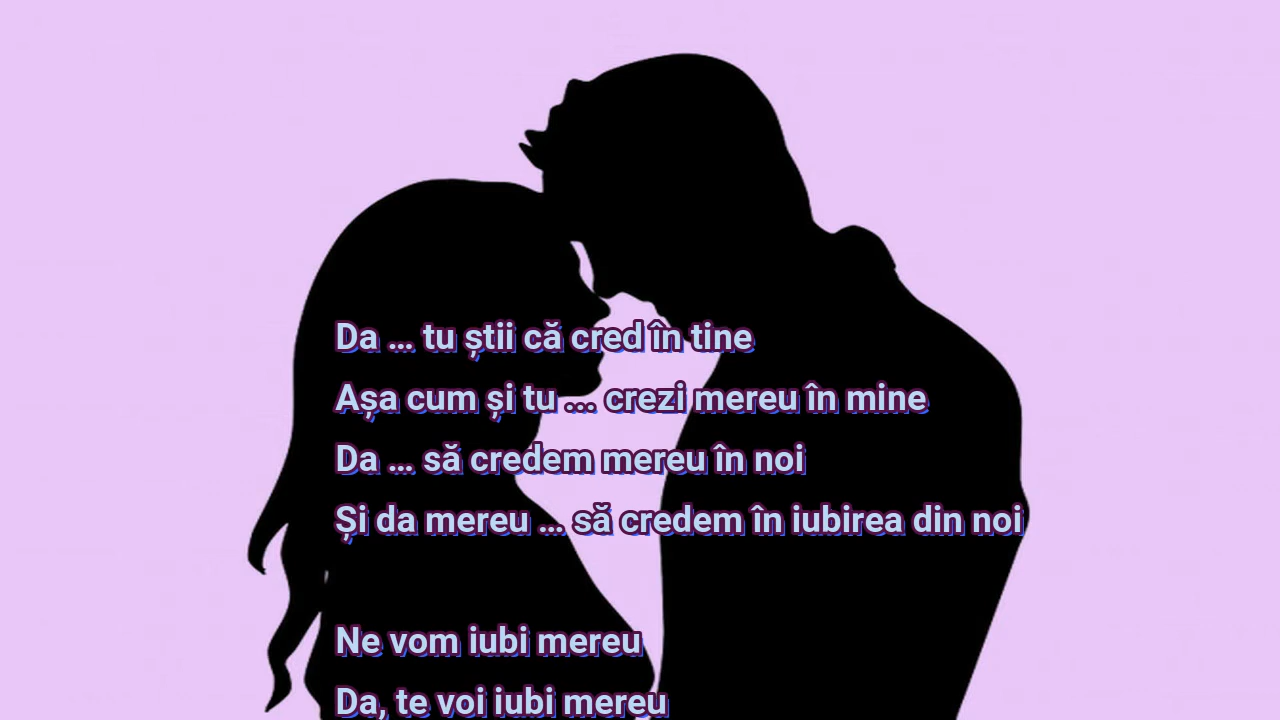 Da ... tu știi că cred în tine
Așa cum și tu ... crezi mereu în mine
Da ... să credem mereu în noi
Și da mereu ... să credem în iubirea din noi
Ne vom iubi mereu
Da, te voi iubi mereu